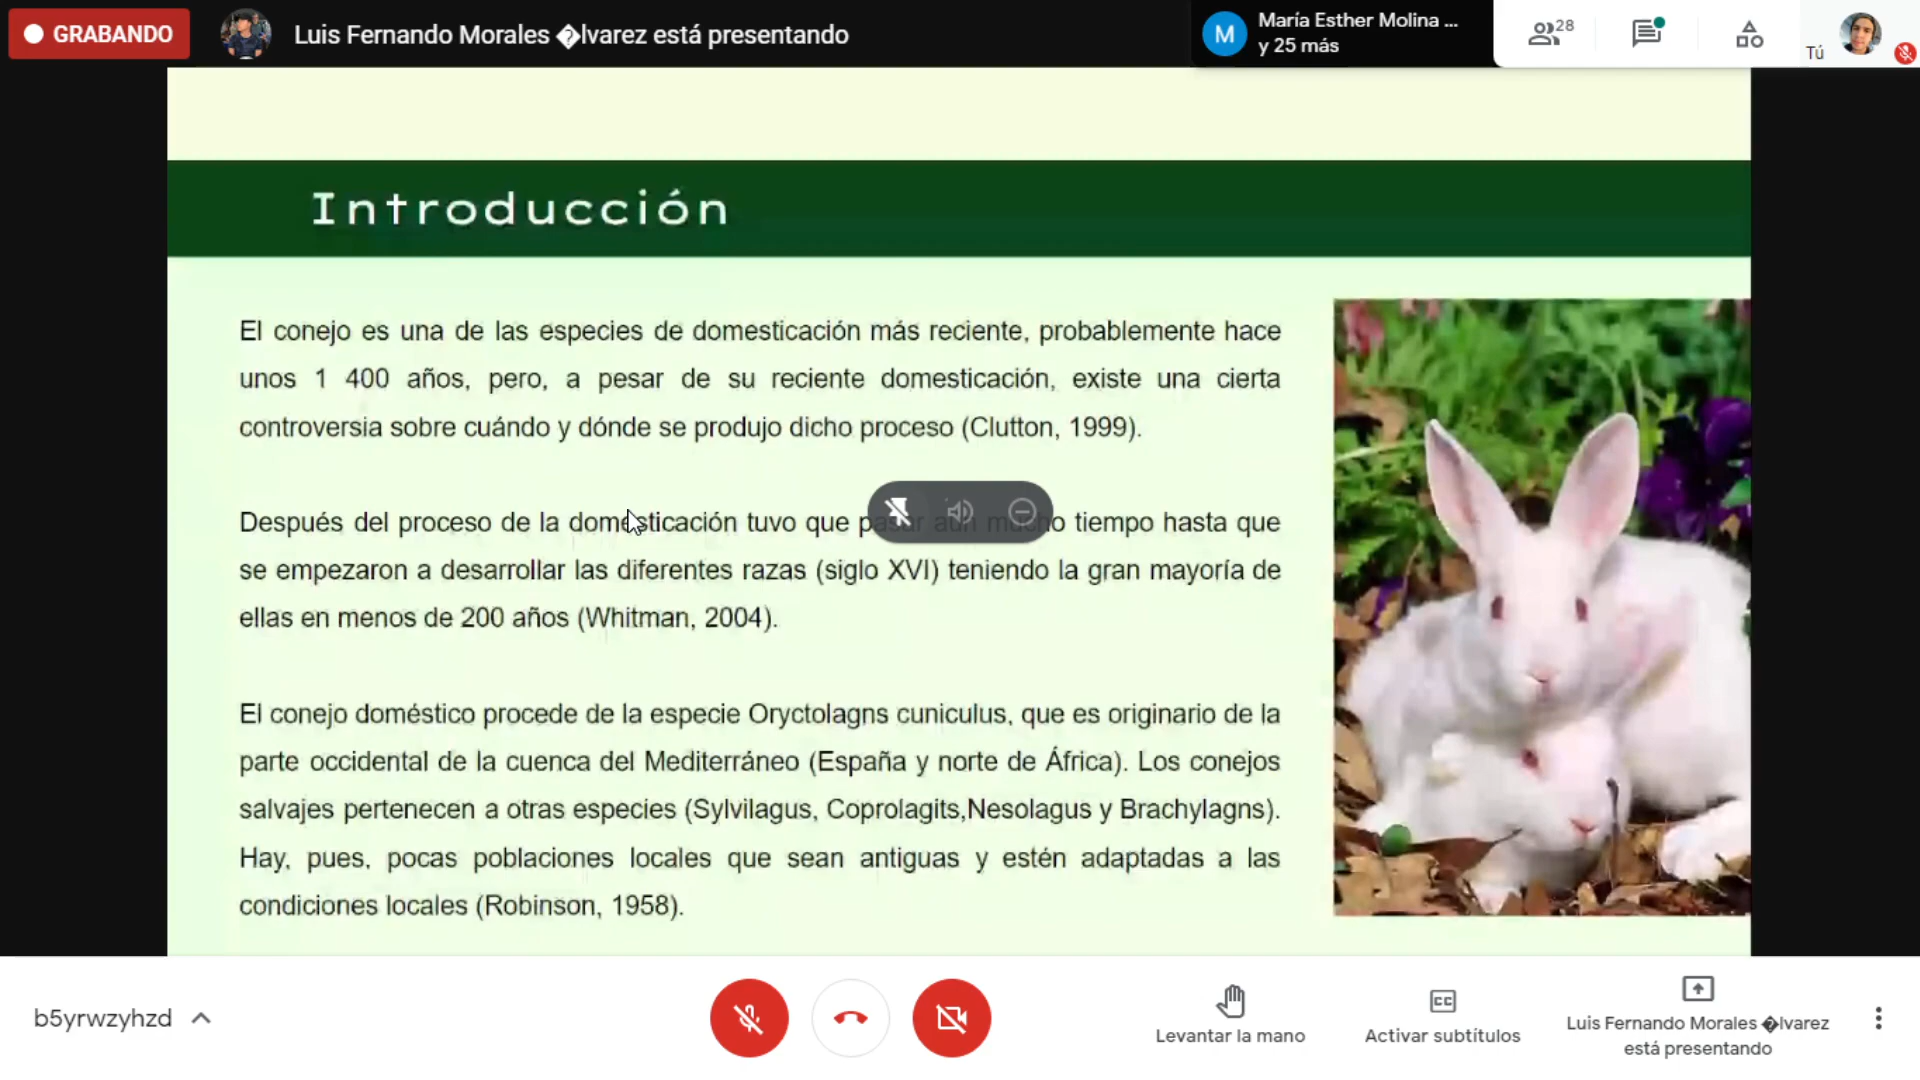 GRABANDO
Luis Fernando Morales �lvarez está presentando
M
María Esther Molina ...
y 25 más
28
Tú
Introducción
El conejo es una de las especies de domesticación más reciente, probablemente hace
unos 1 400 años, pero, a pesar de su reciente domesticación, existe una cierta
controversia sobre cuándo y dónde se produjo dicho proceso (Clutton, 1999).
Después del proceso de la domesticación tuvo que pasar aún mucho tiempo hasta que
se empezaron a desarrollar las diferentes razas (siglo XVI) teniendo la gran mayoría de
ellas en menos de 200 años (Whitman, 2004).
El conejo doméstico procede de la especie Oryctolagns cuniculus, que es originario de la
parte occidental de la cuenca del Mediterráneo (España y norte de África). Los conejos
salvajes pertenecen a otras especies (Sylvilagus, Coprolagits,Nesolagus y Brachylagns).
Hay, pues, pocas poblaciones locales que sean antiguas y estén adaptadas a las
condiciones locales (Robinson, 1958).
b5yrwzyhzd
Levantar la mano
CC
Activar subtítulos
Luis Fernando Morales �lvarez
está presentando